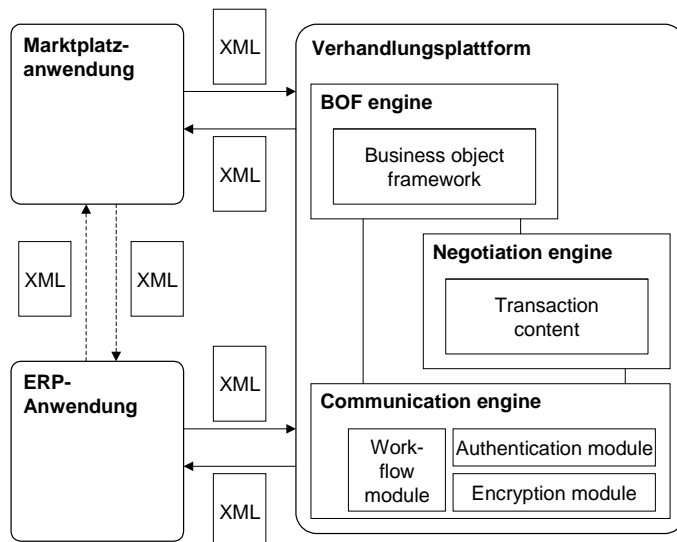 Marktplatz-
anwendung
XML
XML
Verhandlungsplattform
BOF engine
Business object
framework
Negotiation engine
Transaction
content
XML
XML
ERP-
Anwendung
XML
XML
Communication engine
Work-
flow
module
Authentication module
Encryption module